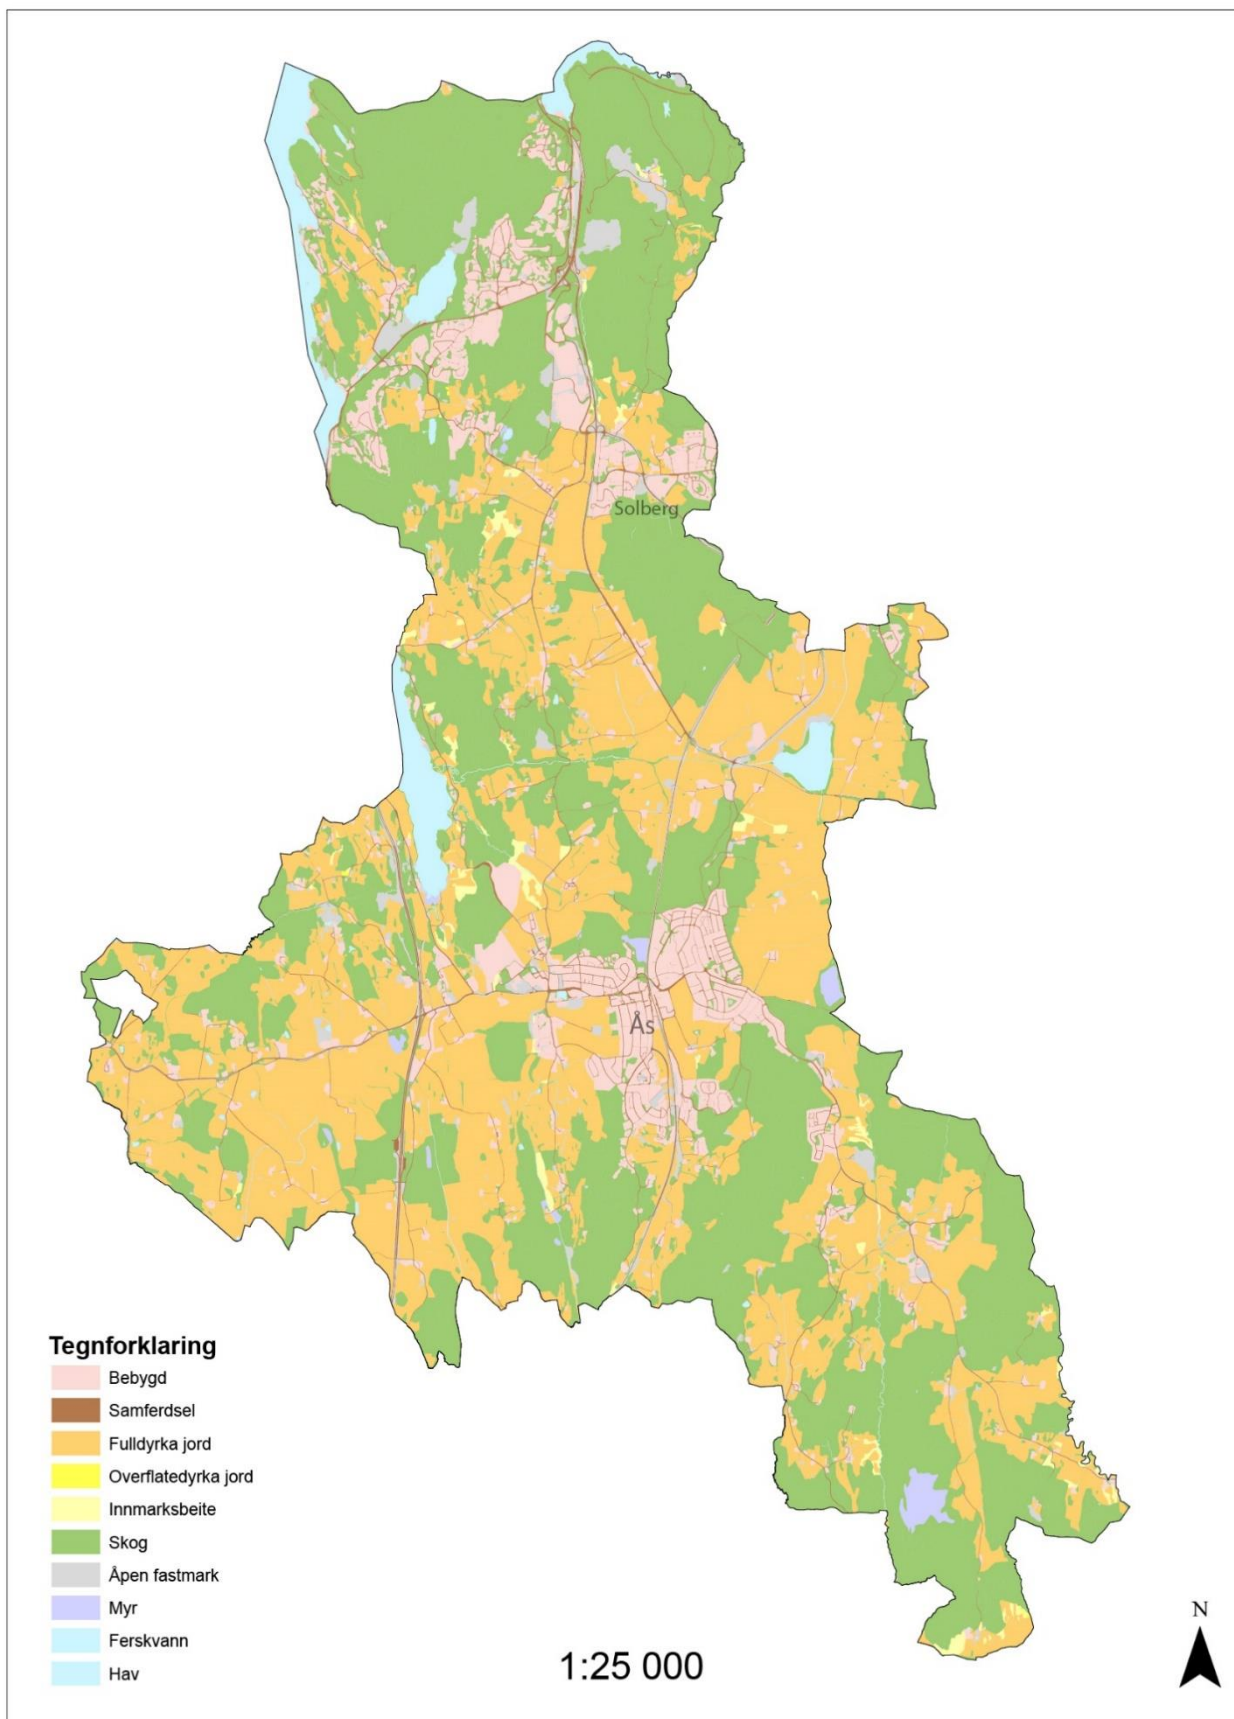 Solberg
Ås
Tegnforklaring
Bebygd
Samferdsel
Fulldyrka jord
Overflatedyrka jord
Innmarksbeite
Skog
Åpen fastmark
Myr
Ferskvann
Hav
1:25 000
N